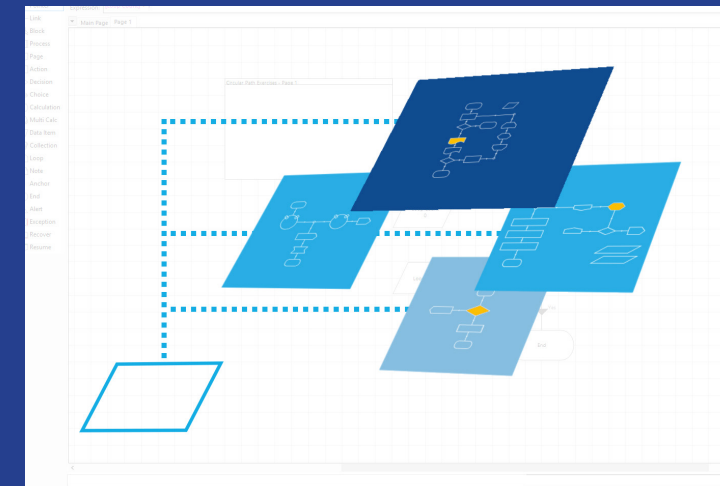 Main Page Page 1
Link
Block
Process
Page
Action
Decision
Choice
Calculation
Multi Calc
Data Item
Collection
Loop
Note
Anchor
End
Alert
Exception
Recover
Resume
End